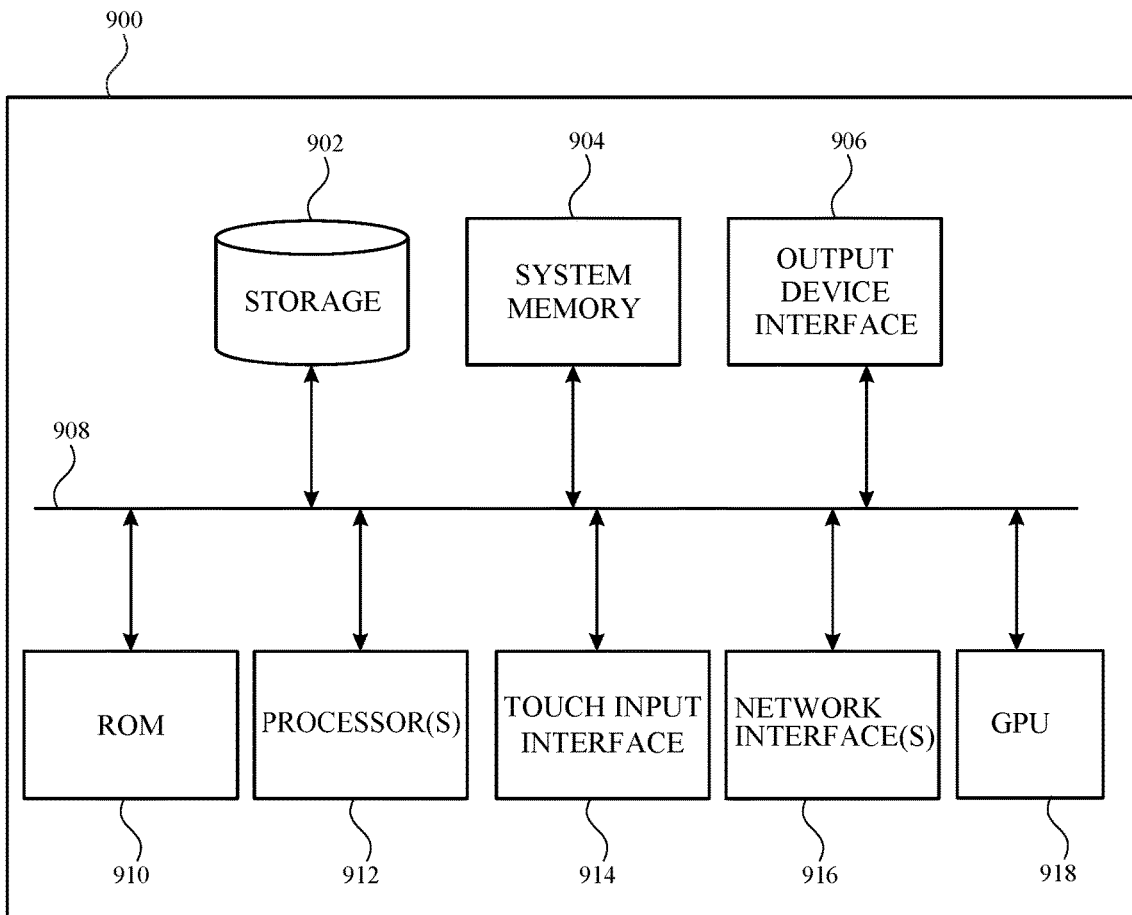 900
902
904
906
STORAGE
SYSTEM
MEMORY
OUTPUT
DEVICE
INTERFACE
908
ROM
PROCESSOR(S)
TOUCH INPUT
INTERFACE
NETWORK
INTERFACE(S)
GPU
910
912
914
916
918